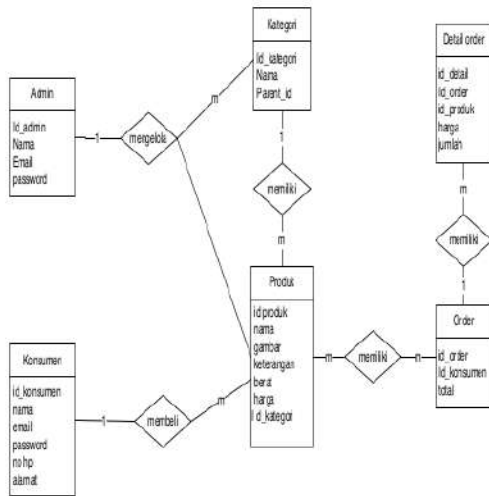 Kategori
Id_kategori
Nama
Parent_id
Detail order
id_detail
Id_order
id_produk
harga
jumlah
Admin
Id_admin
Nama
Email
password
1
mengelola
m
m
1
memiliki
m
m
memiliki
1
Produt
id produk
nama
gambar
keterangan
berat
harga
Id_kategori
m
memiliki
n
Order
id_order
Id_konsumen
total
Konsumen
id_konsumen
nama
email
password
no hp
alamat
1
membeli
m